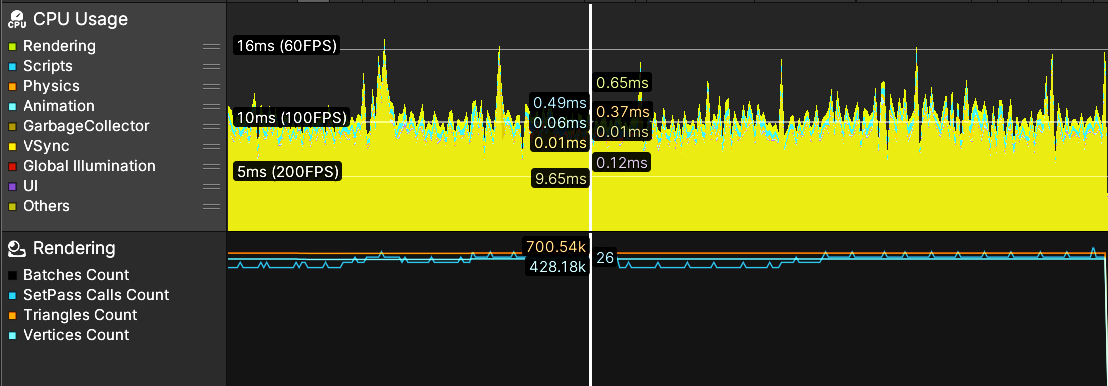 CPU Usage
CPU
Rendering
Scripts
Physics
Animation
GarbageCollector
VSync
Global Illumination
UI
Others
16ms (60FPS)
10ms (100FPS)
5ms (200FPS)
0.49ms
0.06ms
0.01ms
9.65ms
0.65ms
0.37ms
0.01ms
0.12ms
Rendering
Batches Count
SetPass Calls Count
Triangles Count
Vertices Count
700.54k
428.18k
26